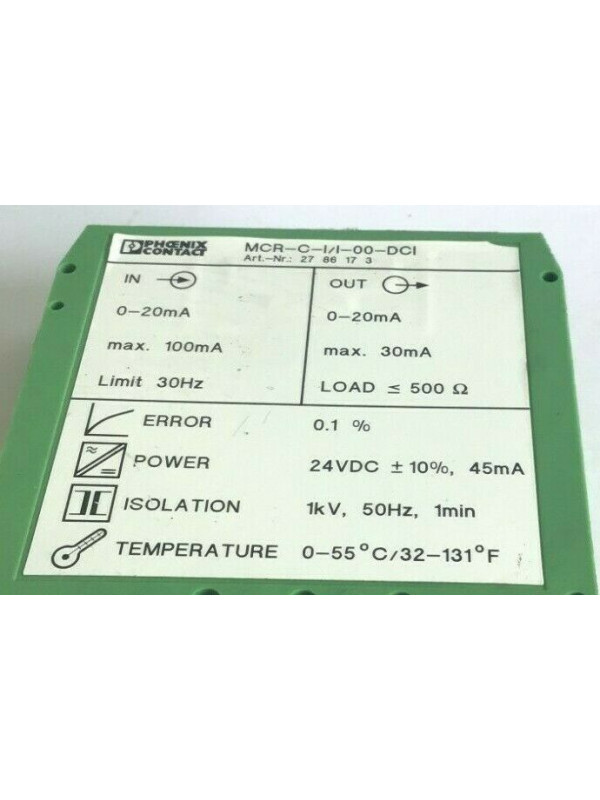 PHŒNIX CONTACT
MCR-C-I/I-00-DCI
Art.-Nr.: 27 66 17 3
IN
0-20mA
max. 100mA
Limit 30Hz
OUT
0-20mA
max. 30mA
LOAD ≤ 500 Ω
ERROR 0.1 %
POWER 24VDC ±10%, 45mA
ISOLATION 1kV, 50Hz, 1min
TEMPERATURE 0-55°C/32-131°F